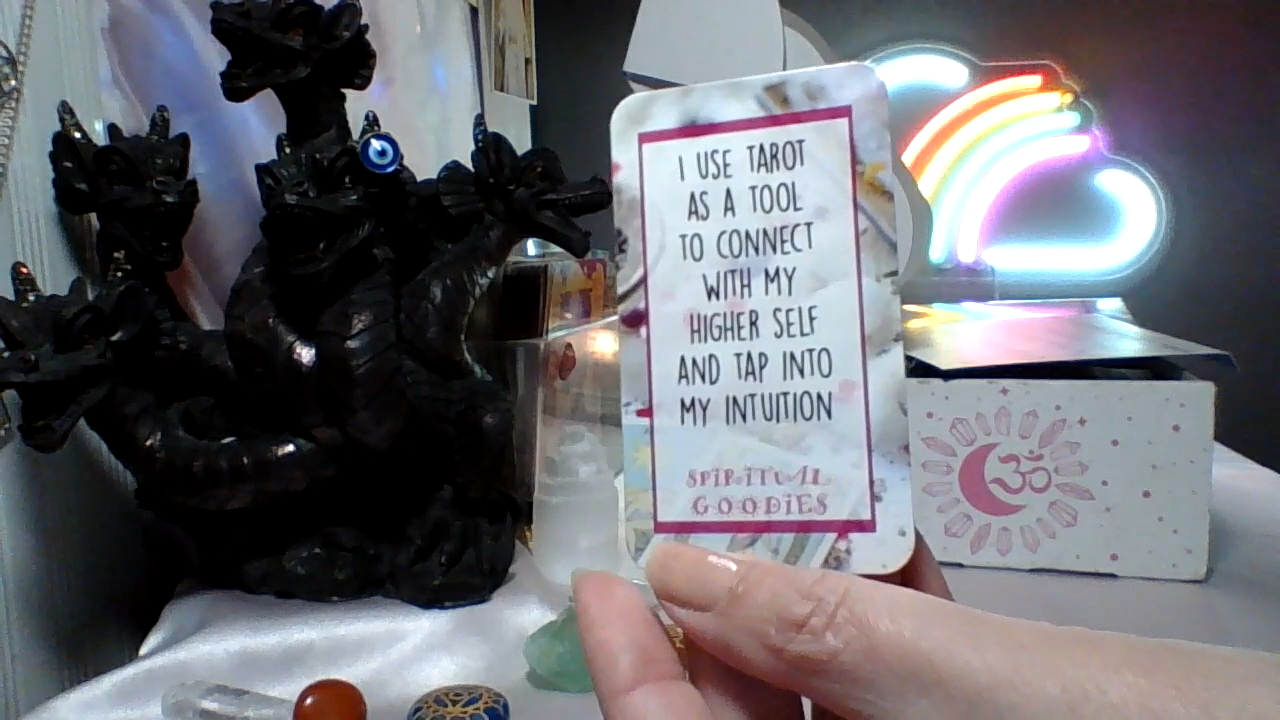 I USE TAROT
AS A TOOL
TO CONNECT
WITH MY
HIGHER SELF
AND TAP INTO
MY INTUITION
SPIRITUAL
GOODIES
ॐ